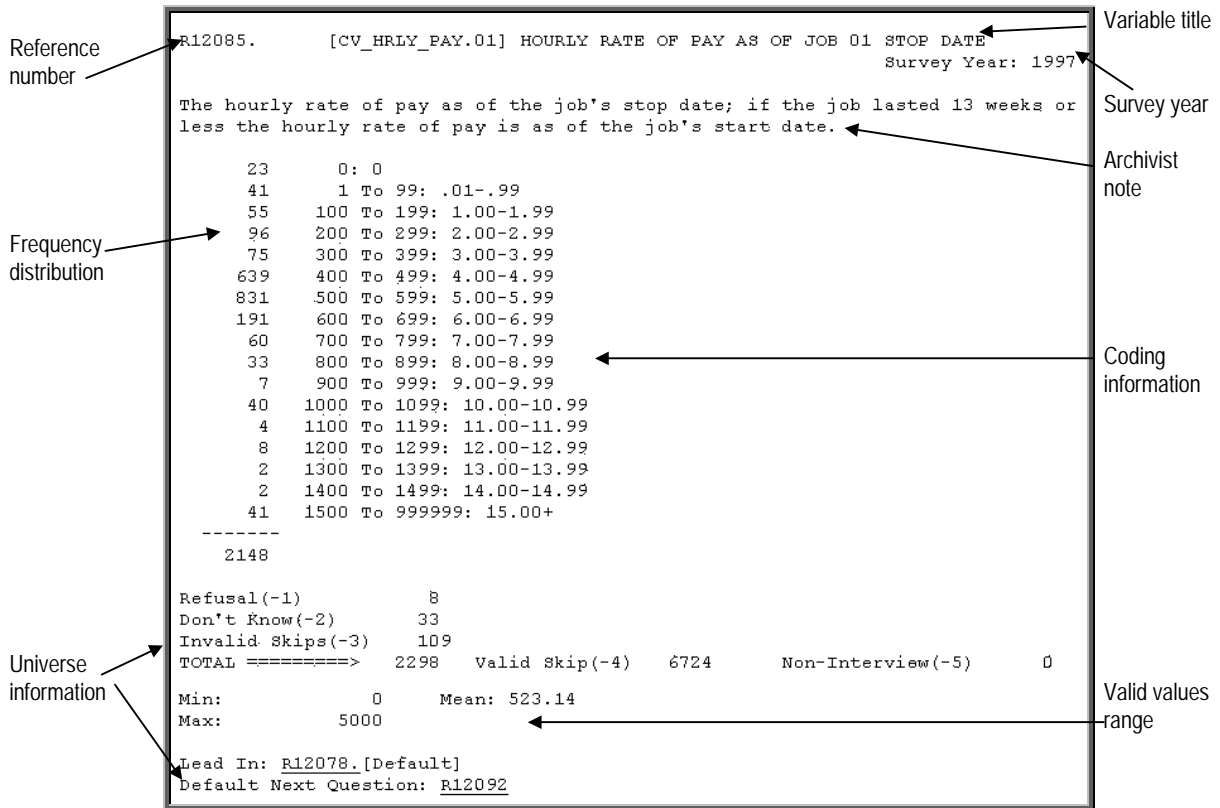 Variable title
R12085. [CV_HRLY_PAY.01] HOURLY RATE OF PAY AS OF JOB 01 STOP DATE
Reference
number
Survey Year: 1997
Survey year
The hourly rate of pay as of the job's stop date; if the job lasted 13 weeks or
less the hourly rate of pay is as of the job's start date.
Archivist
note
23 0: 0
41 1 To 99: .01-.99
55 100 To 199: 1.00-1.99
96 200 To 299: 2.00-2.99
Frequency
distribution
75 300 To 399: 3.00-3.99
639 400 To 499: 4.00-4.99
831 500 To 599: 5.00-5.99
191 600 To 699: 6.00-6.99
60 700 To 799: 7.00-7.99
33 800 To 899: 8.00-8.99
Coding
information
7 900 To 999: 9.00-9.99
40 1000 To 1099: 10.00-10.99
4 1100 To 1199: 11.00-11.99
8 1200 To 1299: 12.00-12.99
2 1300 To 1399: 13.00-13.99
2 1400 To 1499: 14.00-14.99
41 1500 To 999999: 15.00+
-------
2148
Refusal(-1) 8
Don't Know(-2) 33
Invalid Skips(-3) 109
TOTAL =========> 2298 Valid Skip(-4) 6724 Non-Interview(-5) 0
Universe
information
Min: 0 Mean: 523.14
Max: 5000
Valid values
range
Lead In: R12078.[Default]
Default Next Question: R12092